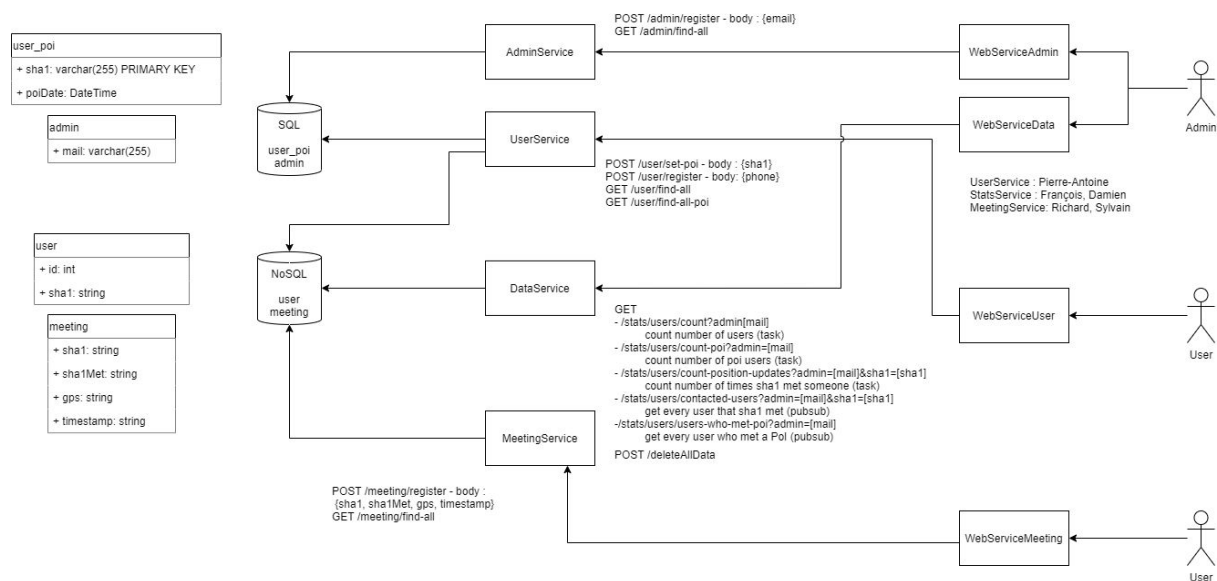 user_poi
+ sha1: varchar(255) PRIMARY KEY
+ poiDate: DateTime
admin
+ mail: varchar(255)
user
+ id: int
+ sha1: string
meeting
+ sha1: string
+ sha1Met: string
+ gps: string
+ timestamp: string
SQL
user_poi
admin
NoSQL
user
meeting
AdminService
UserService
DataService
MeetingService
POST /admin/register - body : {email}
GET /admin/find-all
POST /user/set-poi - body : {sha1}
POST /user/register - body: {phone}
GET /user/find-all
GET /user/find-all-poi
GET
- /stats/users/count?admin[mail]
count number of users (task)
- /stats/users/count-poi?admin=[mail]
count number of poi users (task)
- /stats/users/count-position-updates?admin=[mail]&sha1=[sha1]
count number of times sha1 met someone (task)
- /stats/users/contacted-users?admin=[mail]&sha1=[sha1]
get every user that sha1 met (pubsub)
-/stats/users/users-who-met-poi?admin=[mail]
get every user who met a PoI (pubsub)
POST /deleteAllData
POST /meeting/register - body :
{sha1, sha1Met, gps, timestamp}
GET /meeting/find-all
WebServiceAdmin
WebServiceData
UserService : Pierre-Antoine
StatsService : François, Damien
MeetingService: Richard, Sylvain
WebServiceUser
WebServiceMeeting
Admin
User
User